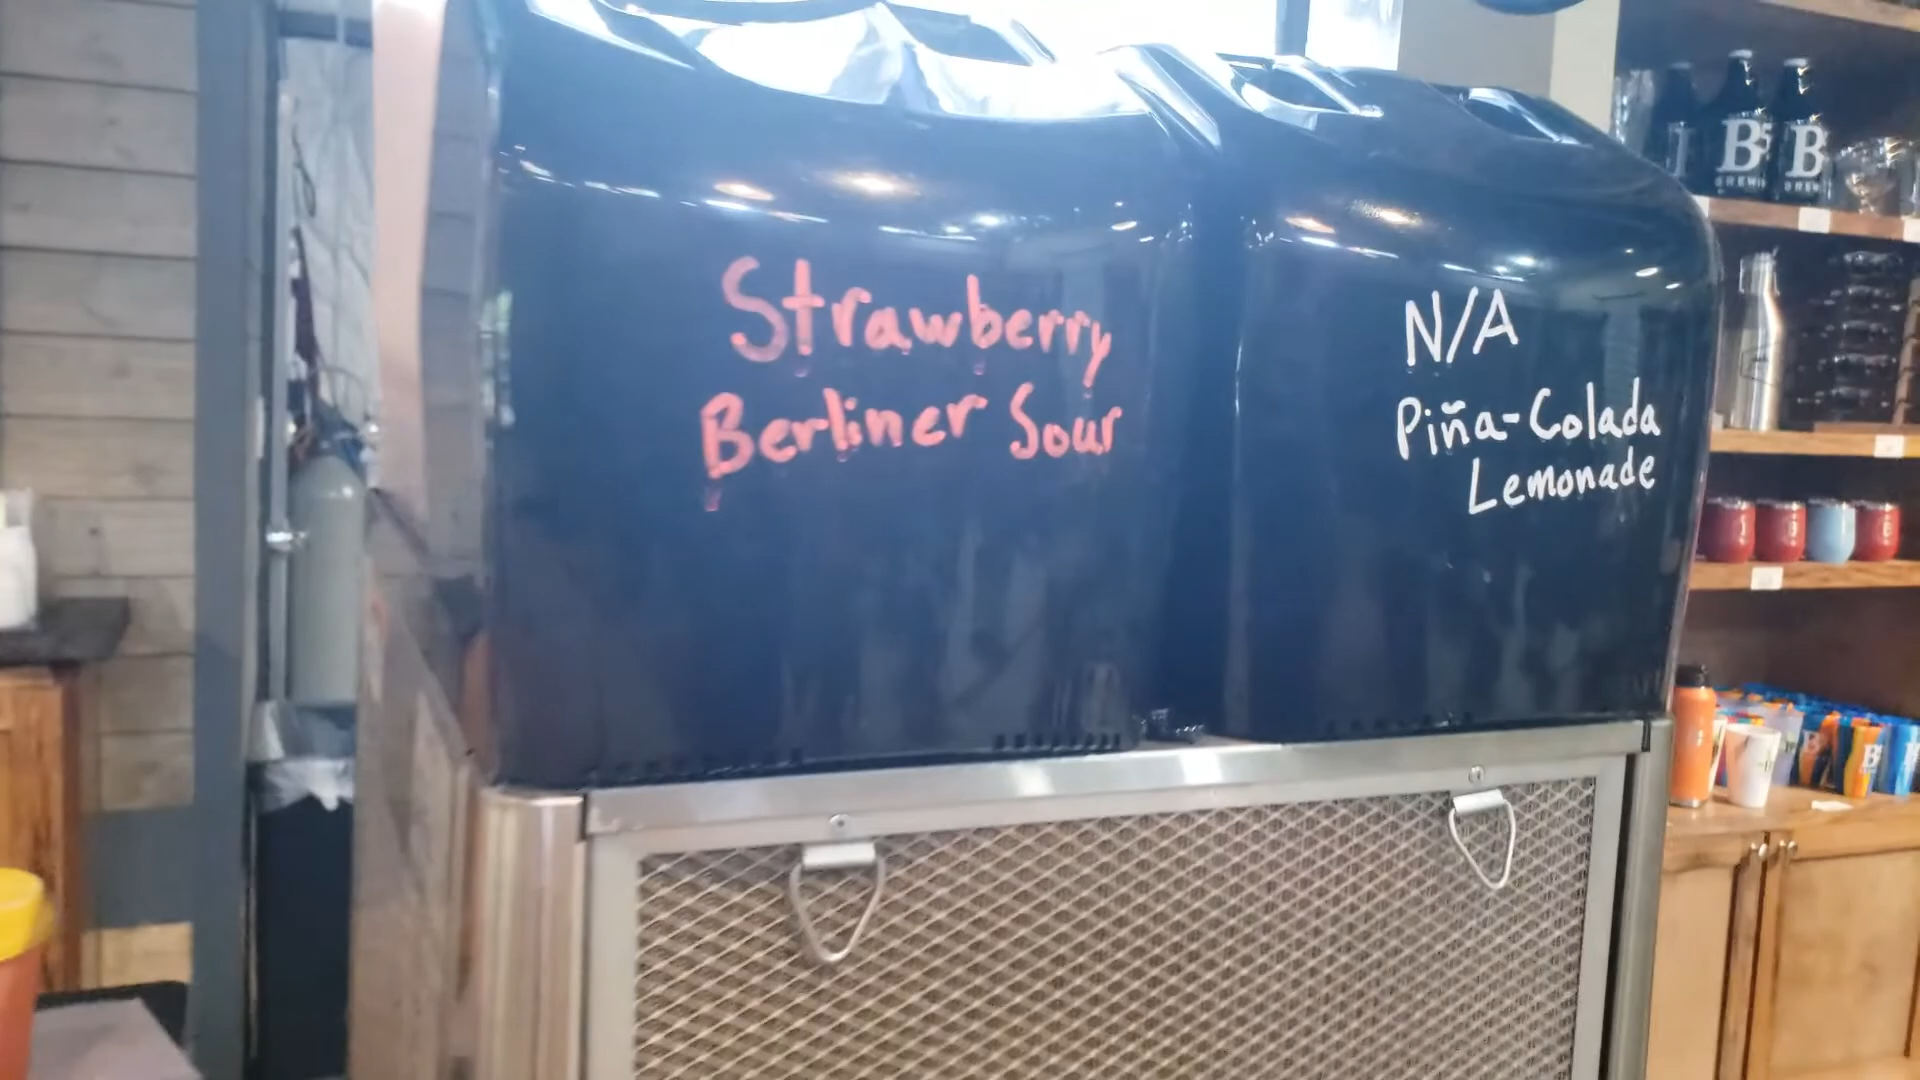 Strawberry
Berliner Sour
N/A
Piña-Colada
Lemonade
B
B